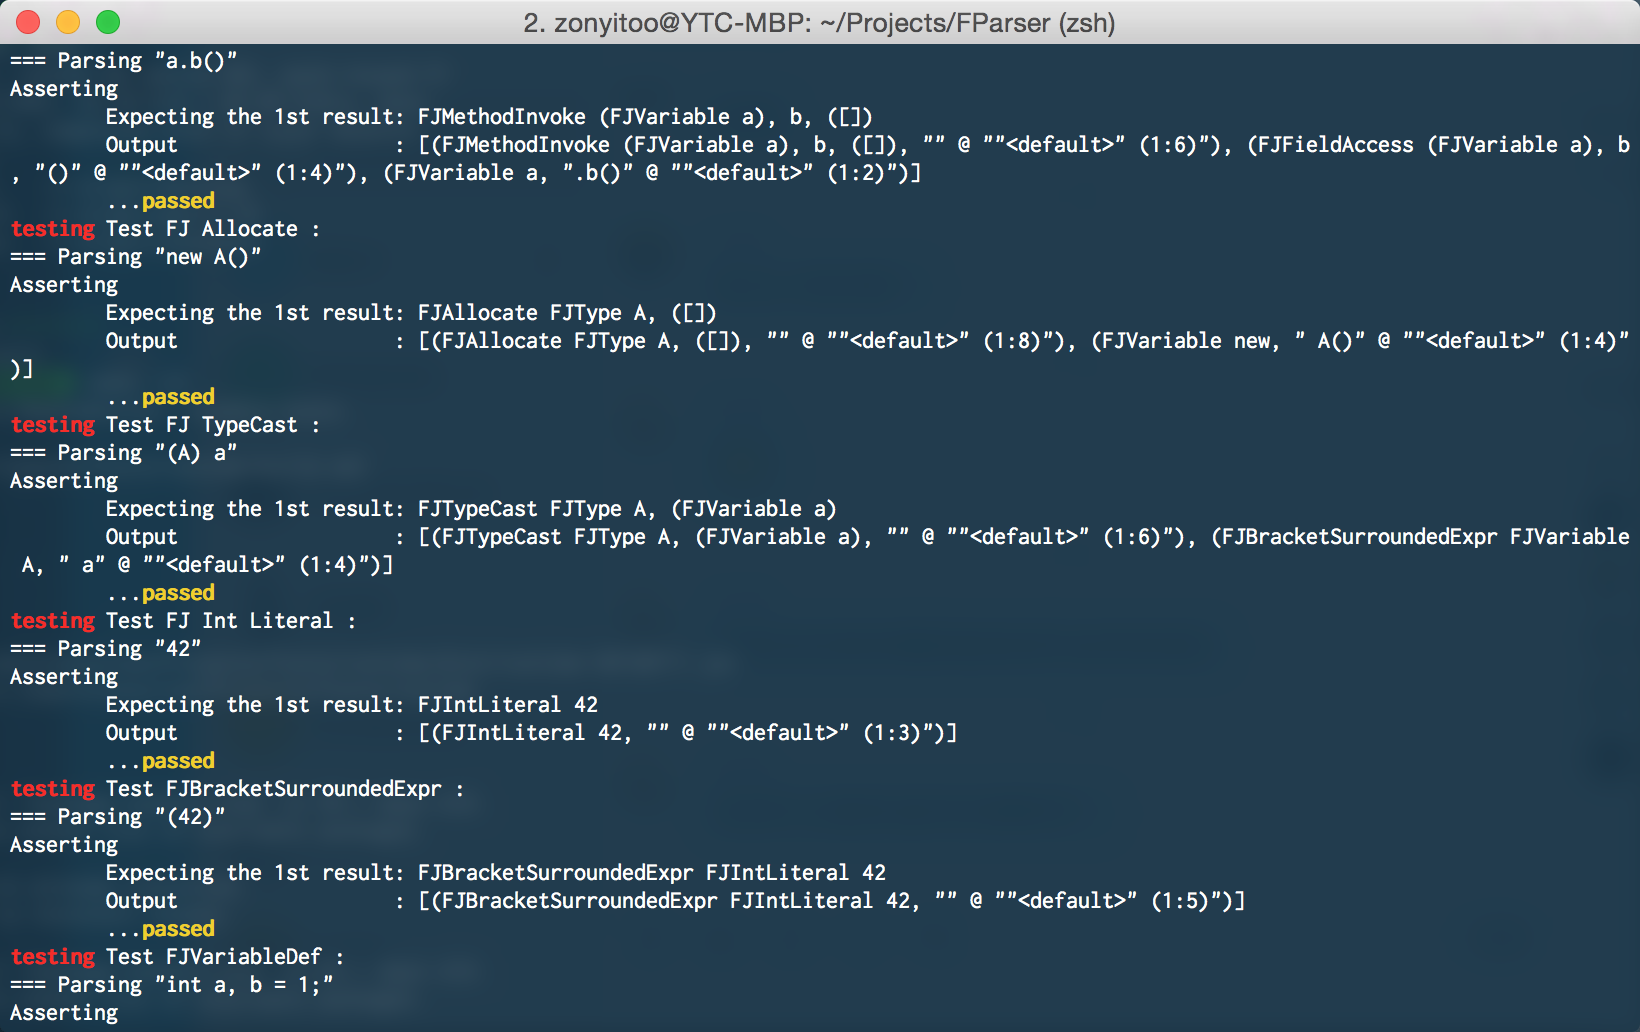 2. zonyitoo@YTC-MBP: ~/Projects/FParser (zsh)
=== Parsing "a.b()"
Asserting
        Expecting the 1st result: FJMethodInvoke (FJVariable a), b, ([])
        Output                  : [(FJMethodInvoke (FJVariable a), b, ([]), "" @ ""<default>" (1:6)"), (FJFieldAccess (FJVariable a), b
, "()" @ ""<default>" (1:4)"), (FJVariable a, ".b()" @ ""<default>" (1:2)")]
        ...passed
testing Test FJ Allocate :
=== Parsing "new A()"
Asserting
        Expecting the 1st result: FJAllocate FJType A, ([])
        Output                  : [(FJAllocate FJType A, ([]), "" @ ""<default>" (1:8)"), (FJVariable new, " A()" @ ""<default>" (1:4)"
)]
        ...passed
testing Test FJ TypeCast :
=== Parsing "(A) a"
Asserting
        Expecting the 1st result: FJTypeCast FJType A, (FJVariable a)
        Output                  : [(FJTypeCast FJType A, (FJVariable a), "" @ ""<default>" (1:6)"), (FJBracketSurroundedExpr FJVariable
 A, " a" @ ""<default>" (1:4)")]
        ...passed
testing Test FJ Int Literal :
=== Parsing "42"
Asserting
        Expecting the 1st result: FJIntLiteral 42
        Output                  : [(FJIntLiteral 42, "" @ ""<default>" (1:3)")]
        ...passed
testing Test FJBracketSurroundedExpr :
=== Parsing "(42)"
Asserting
        Expecting the 1st result: FJBracketSurroundedExpr FJIntLiteral 42
        Output                  : [(FJBracketSurroundedExpr FJIntLiteral 42, "" @ ""<default>" (1:5)")]
        ...passed
testing Test FJVariableDef :
=== Parsing "int a, b = 1;"
Asserting